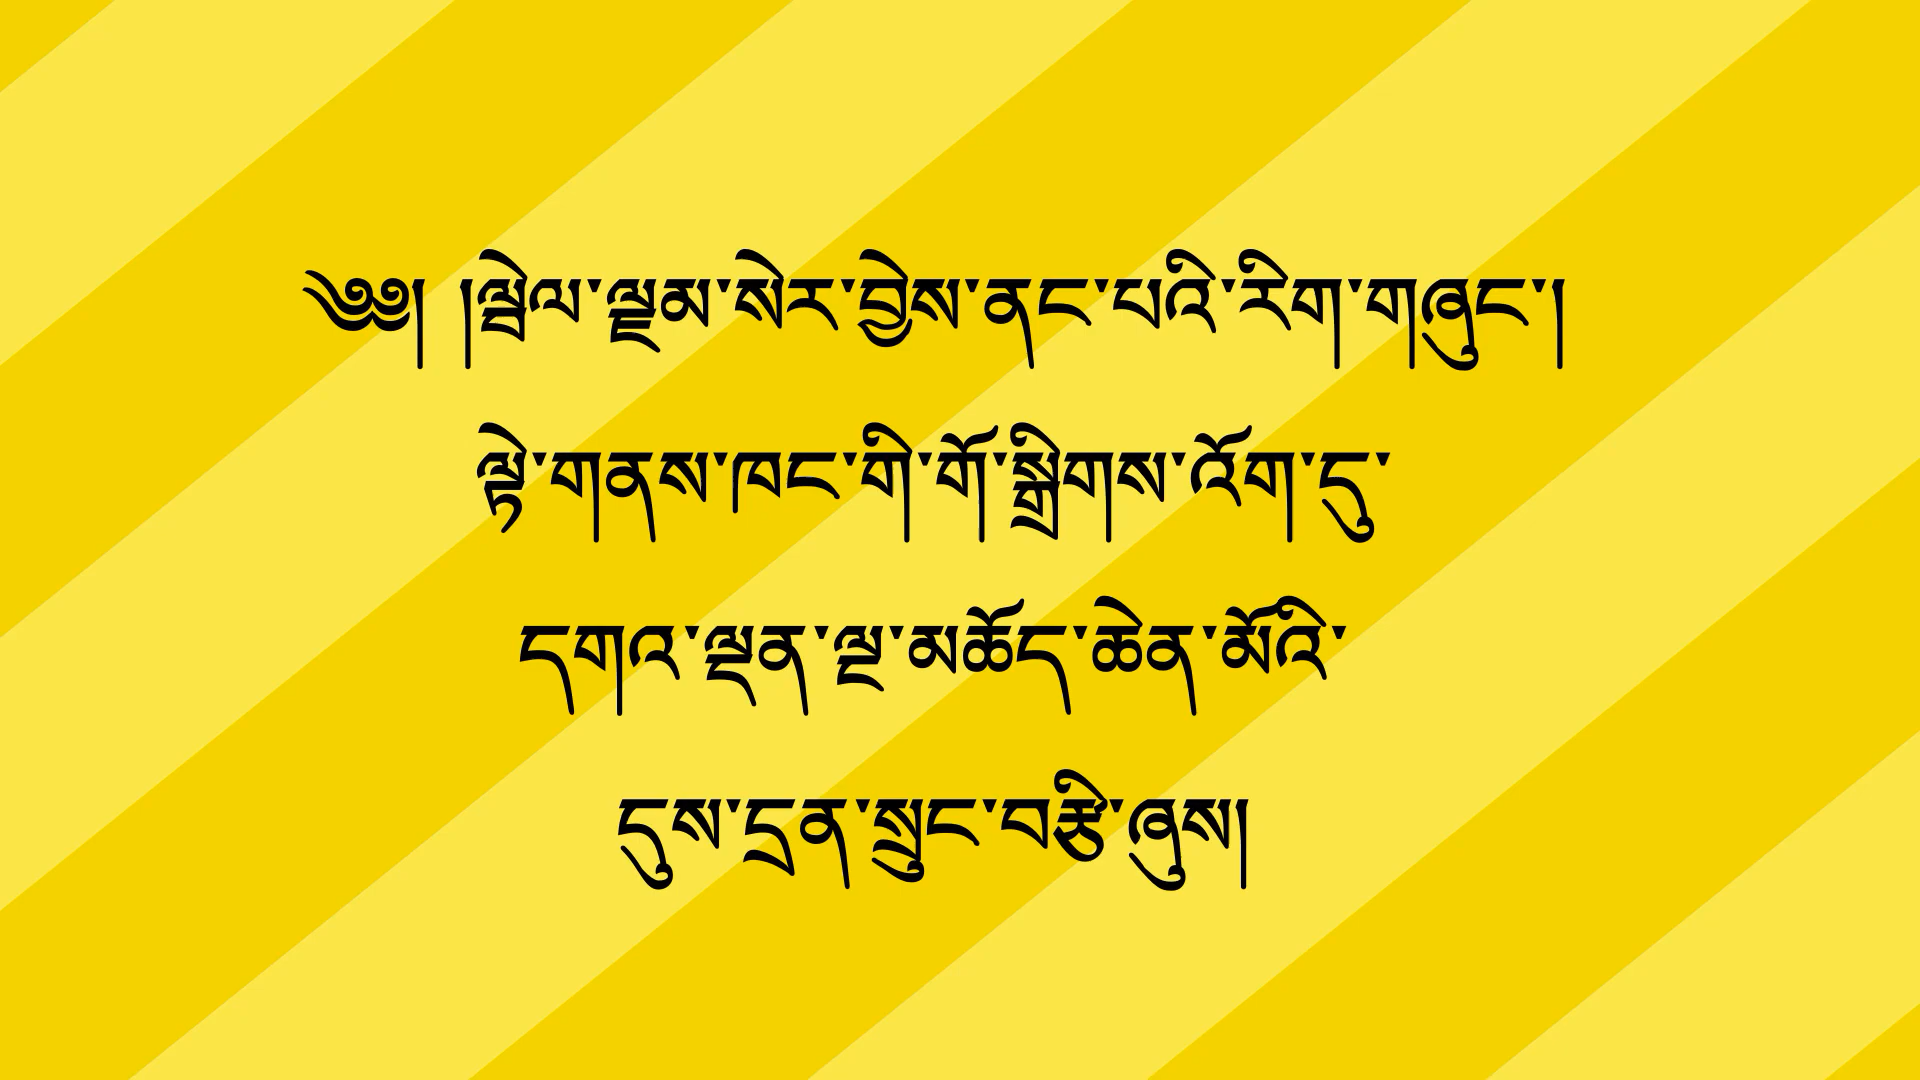 ༄༅། །ལྦེལ་ལྗམ་སེར་བྱེས་ནང་པའི་རིག་གཞུང་།
ལྟེ་གནས་ཁང་གི་གོ་སྒྲིགས་འོག་ཏུ་
དགའ་ལྡན་ལྔ་མཆོད་ཆེན་མོའི་
དུས་དྲན་སྲུང་བརྩི་ཞུས།